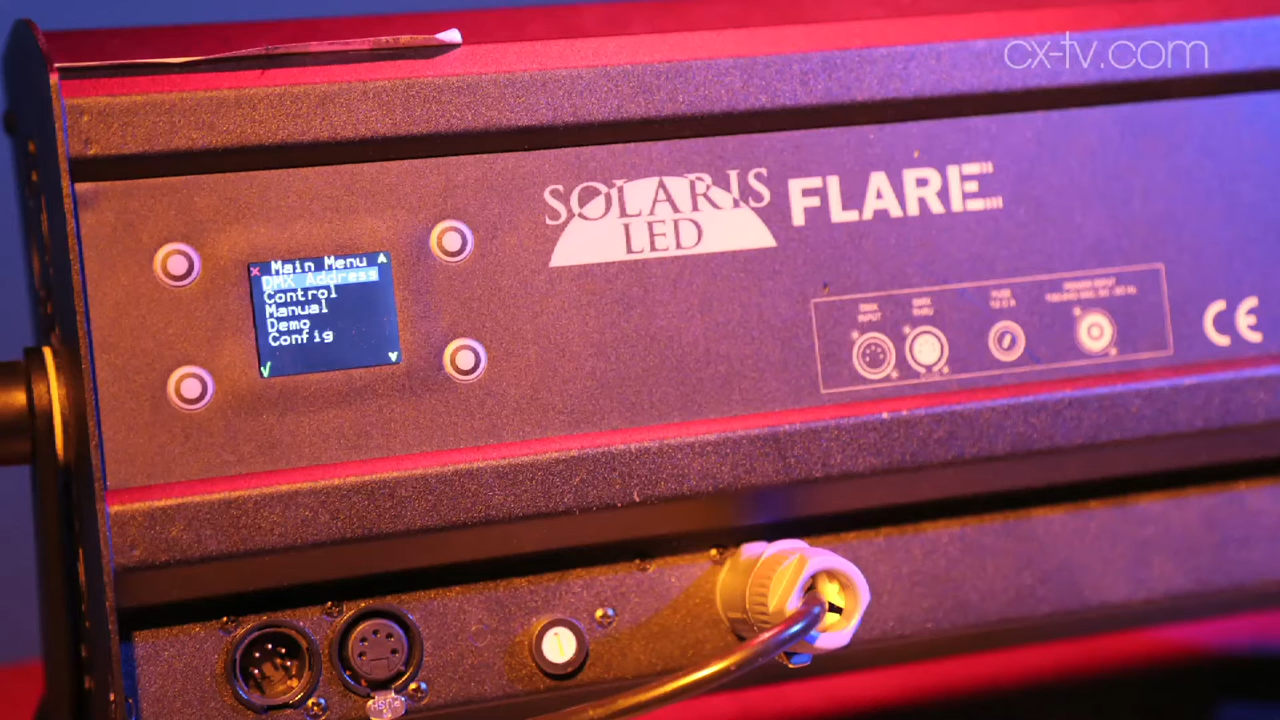 cx-tv.com
SOLARIS
LED
FLARE
Main Menu
DMX Address
Control
Manual
Demo
Config
DMX
INPUT
DMX
THRU
FUSE
POWER INPUT
CE
PUSH